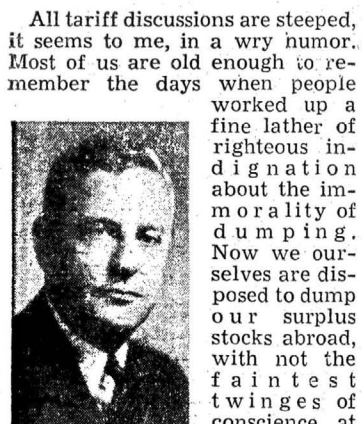 All tariff discussions are steeped,
it seems to me, in a wry humor.
Most of us are old enough to re-
member the days when people
worked up a
fine lather of
righteous in-
dignation
about the im-
morality of
dumping.
Now we our-
selves are dis-
posed to dump
our surplus
stocks abroad,
with not the
faintest
twinges of
conscience at